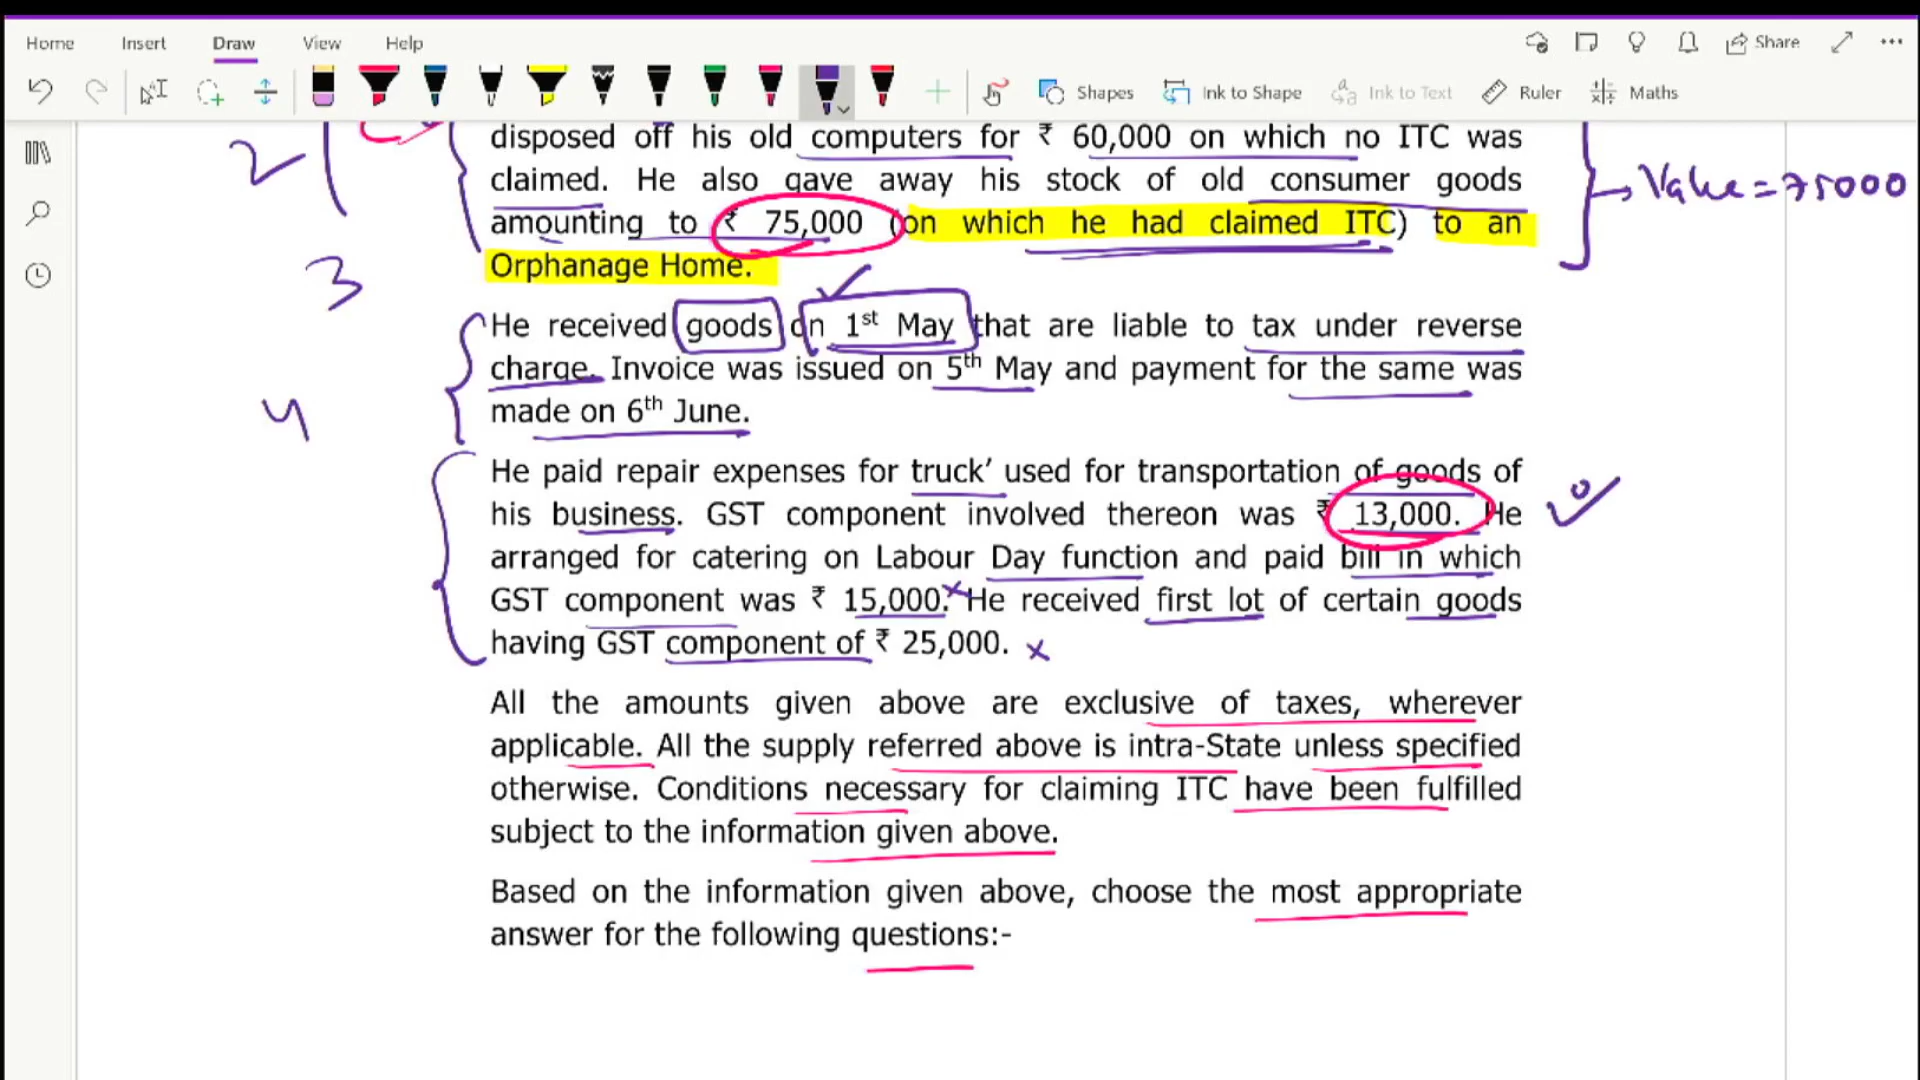 Home Insert Draw View Help Share
Shapes Ink to Shape Ink to Text Ruler Maths
disposed off his old computers for ₹ 60,000 on which no ITC was
2
claimed. He also gave away his stock of old consumer goods
Value = 75000
amounting to ₹ 75,000 (on which he had claimed ITC) to an
Orphanage Home.
3
He received goods on 1st May that are liable to tax under reverse
charge. Invoice was issued on 5th May and payment for the same was
made on 6th June.
4
He paid repair expenses for truck’ used for transportation of goods of
his business. GST component involved thereon was ₹ 13,000. He
arranged for catering on Labour Day function and paid bill in which
GST component was ₹ 15,000. He received first lot of certain goods
having GST component of ₹ 25,000.
All the amounts given above are exclusive of taxes, wherever
applicable. All the supply referred above is intra-State unless specified
otherwise. Conditions necessary for claiming ITC have been fulfilled
subject to the information given above.
Based on the information given above, choose the most appropriate
answer for the following questions:-